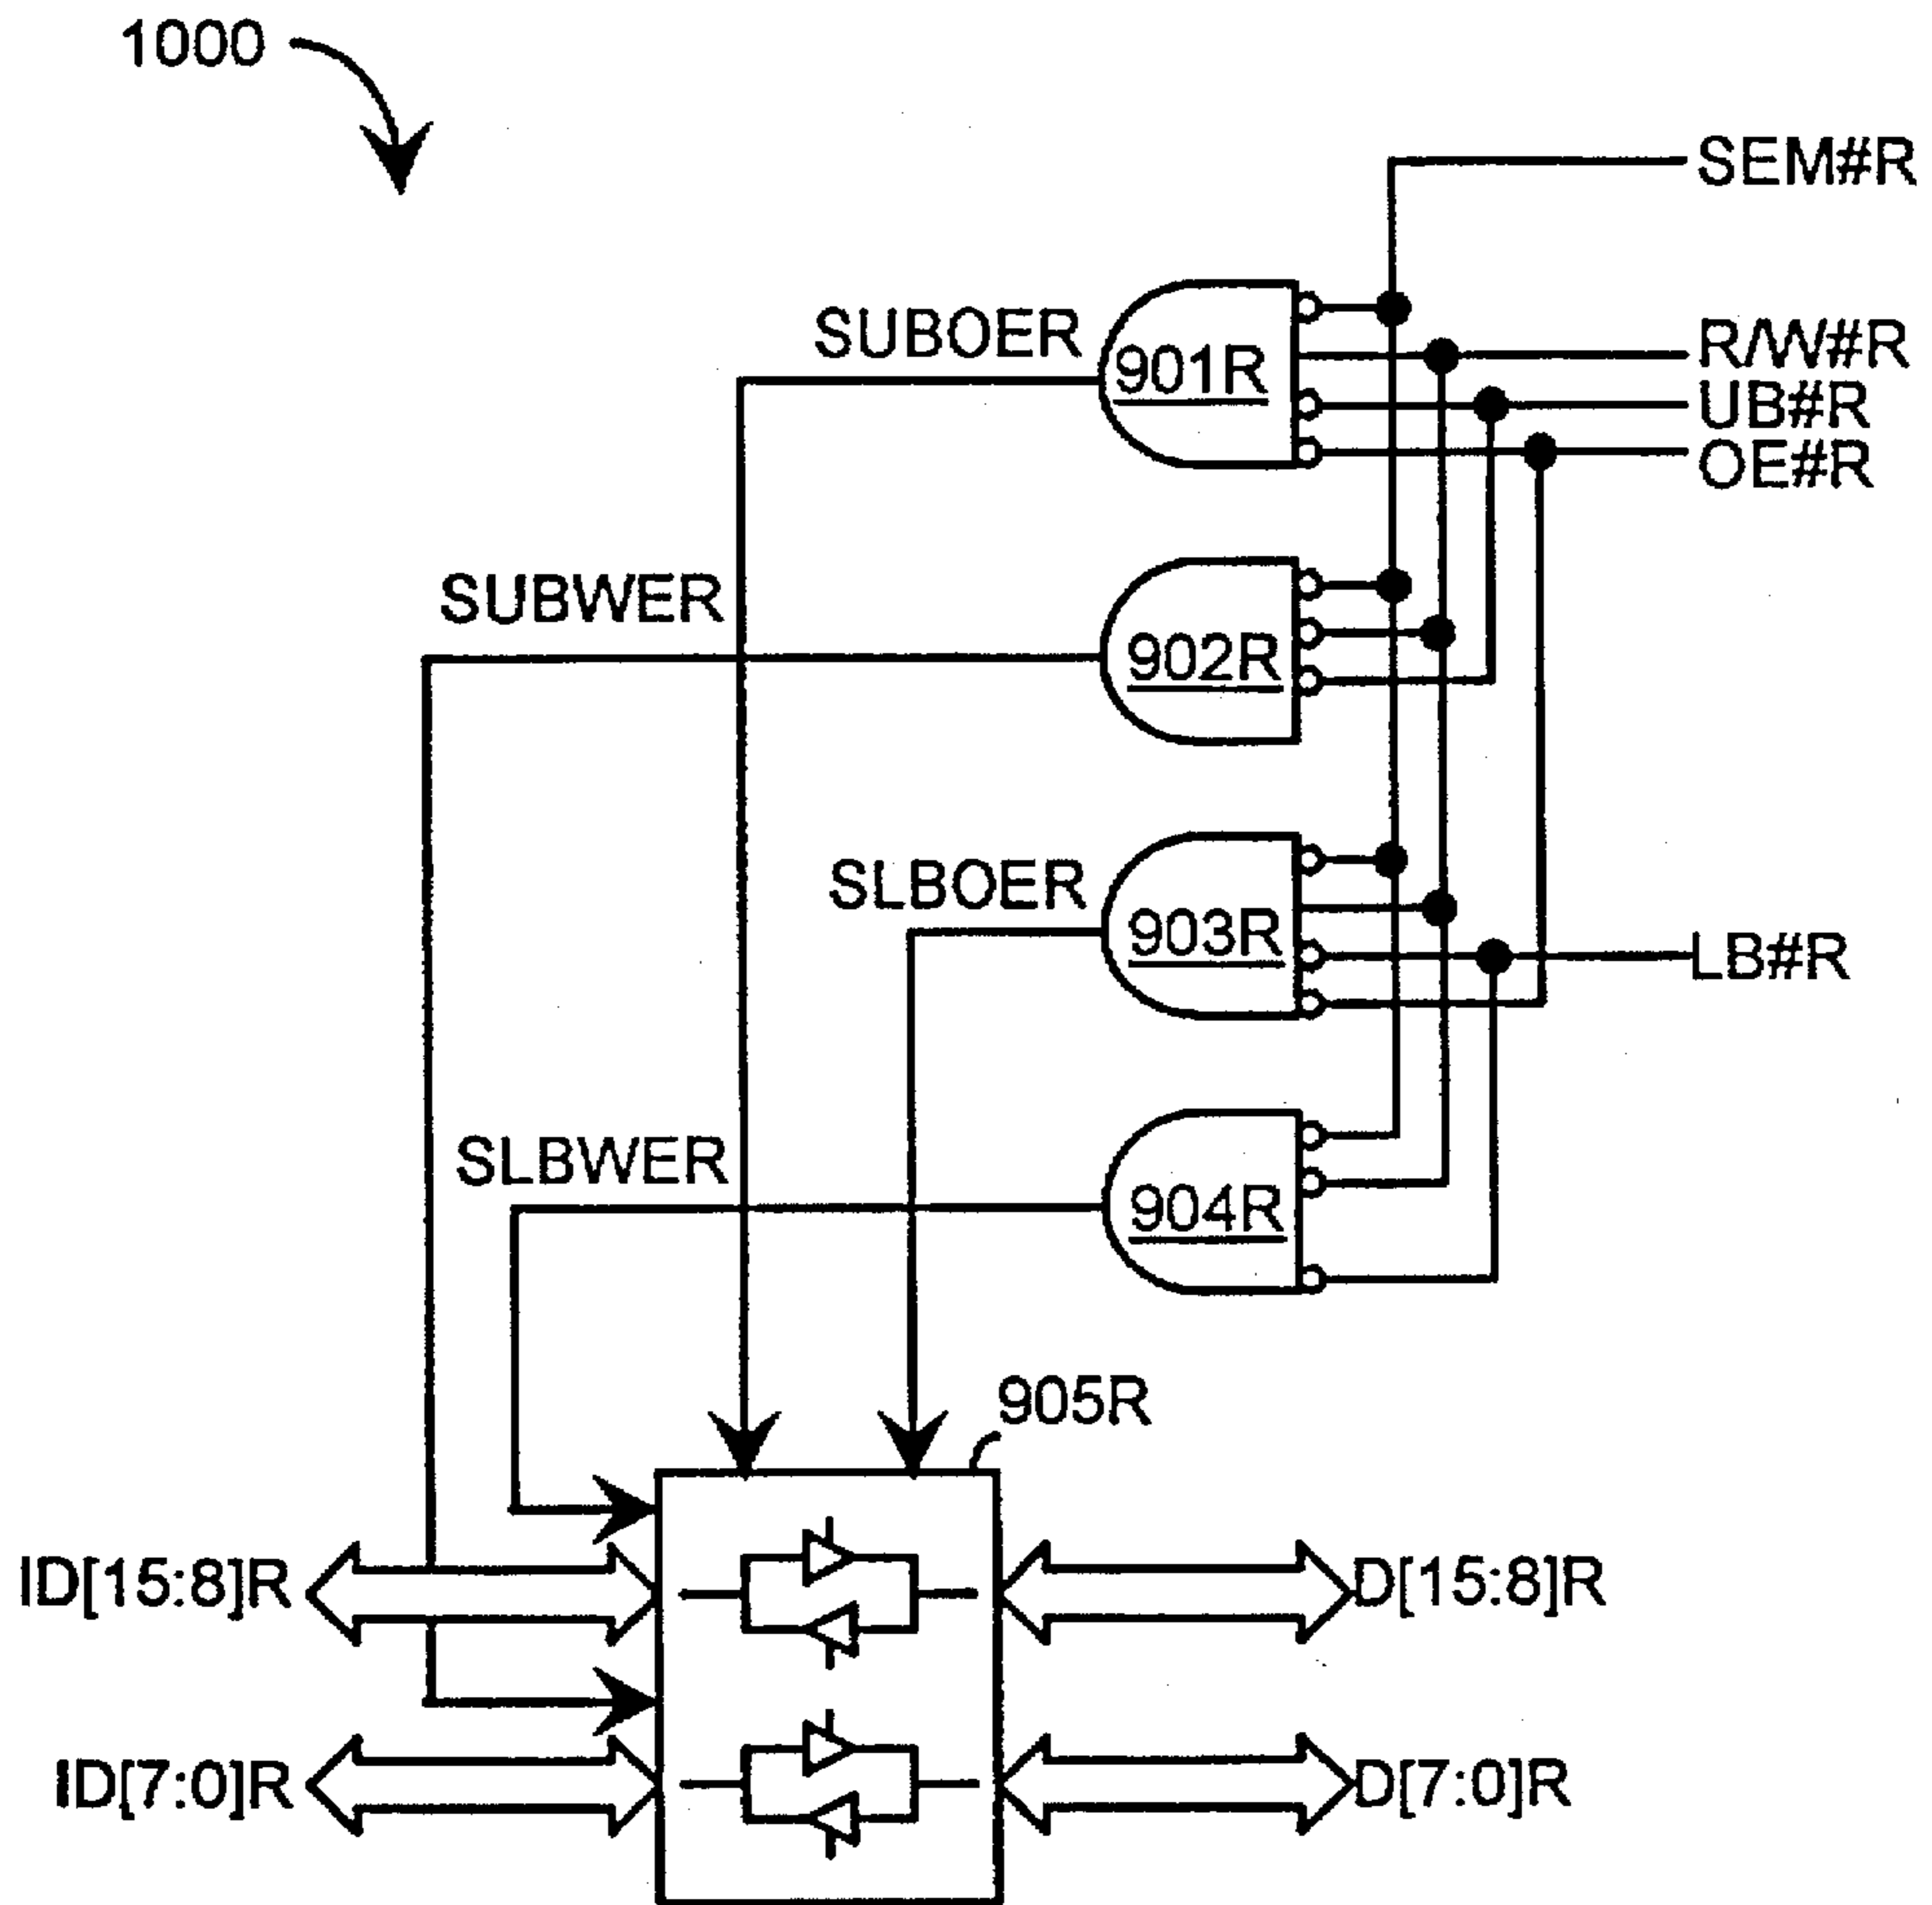 1000
SEM#R
SUBOER
901R
R/W#R
UB#R
OE#R
SUBWER
902R
SLBOER
903R
LB#R
SLBWER
904R
905R
ID[15:8]R
D[15:8]R
ID[7:0]R
D[7:0]R